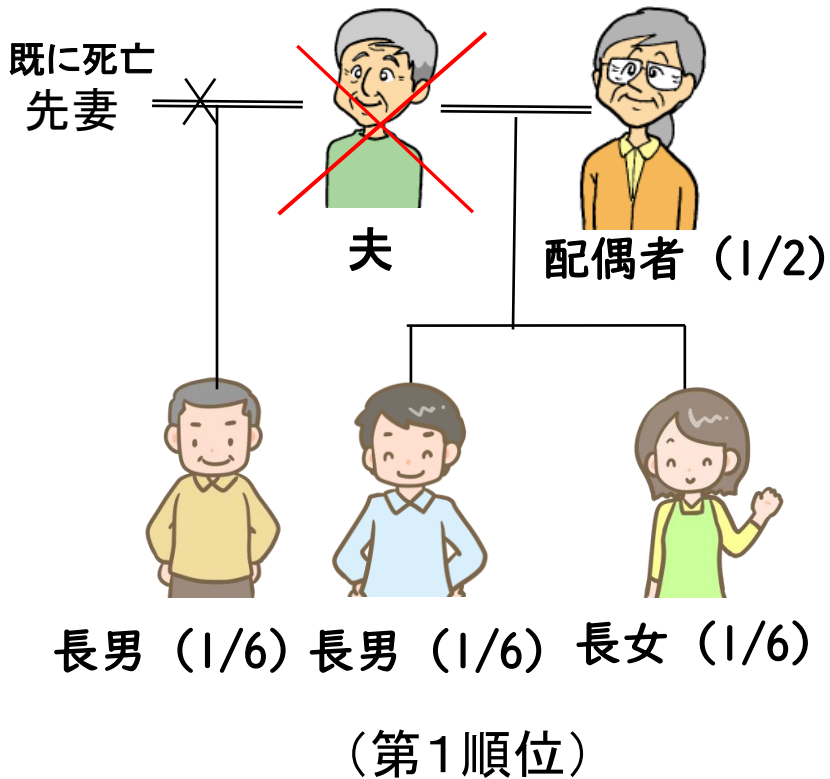 既に死亡
先妻
夫
配偶者（1/2）
長男（1/6）
長男（1/6）
長女（1/6）
（第１順位）